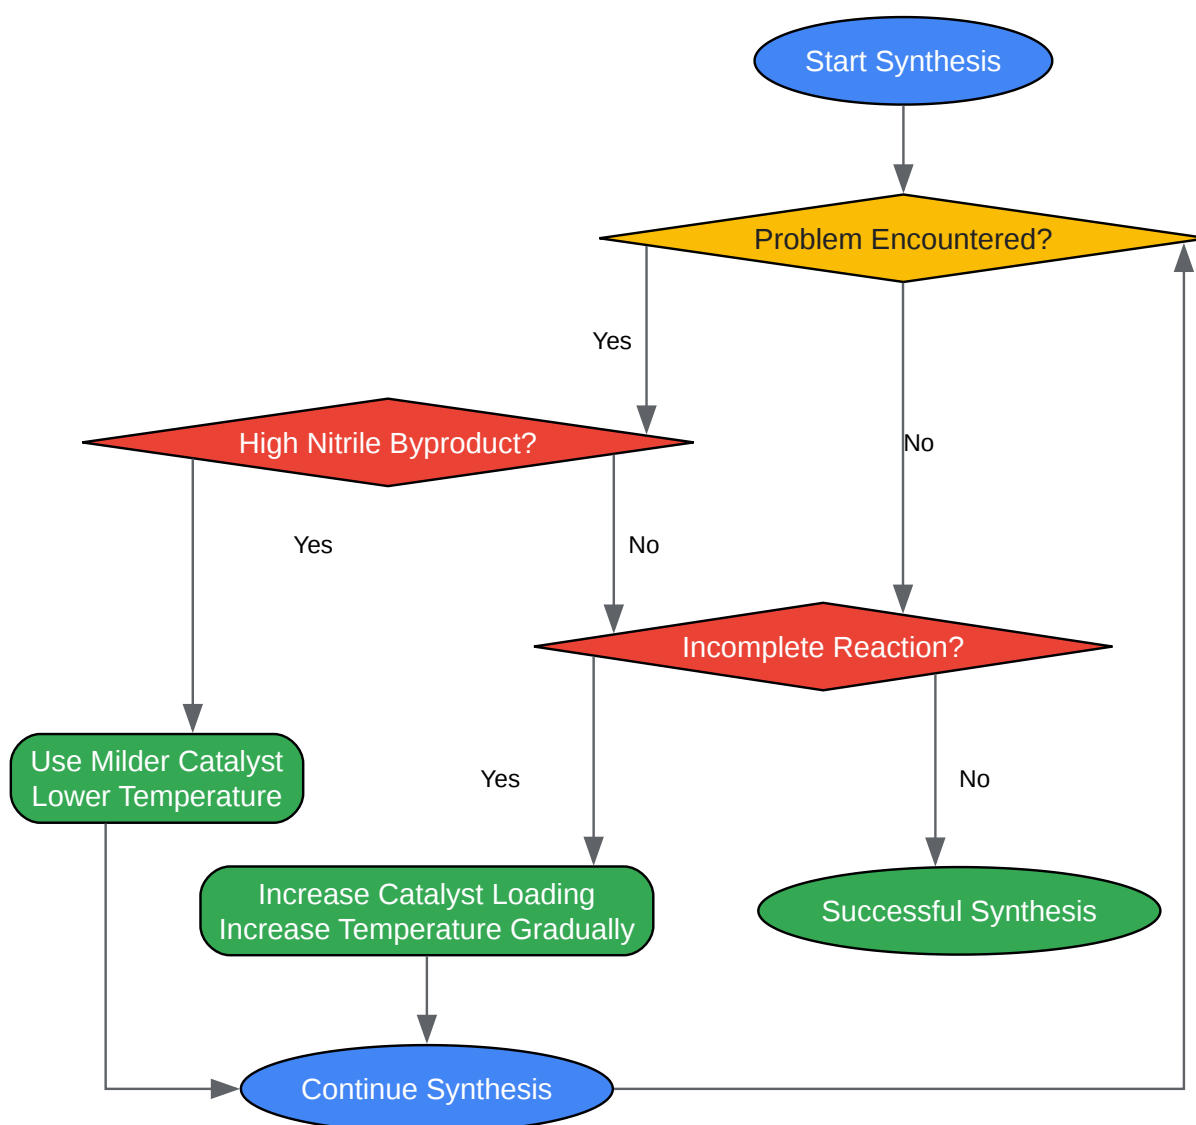 Start Synthesis
Problem Encountered?
Yes
High Nitrile Byproduct?
No
Yes
No
Incomplete Reaction?
Use Milder Catalyst
Lower Temperature
Yes
No
Increase Catalyst Loading
Increase Temperature Gradually
Successful Synthesis
Continue Synthesis